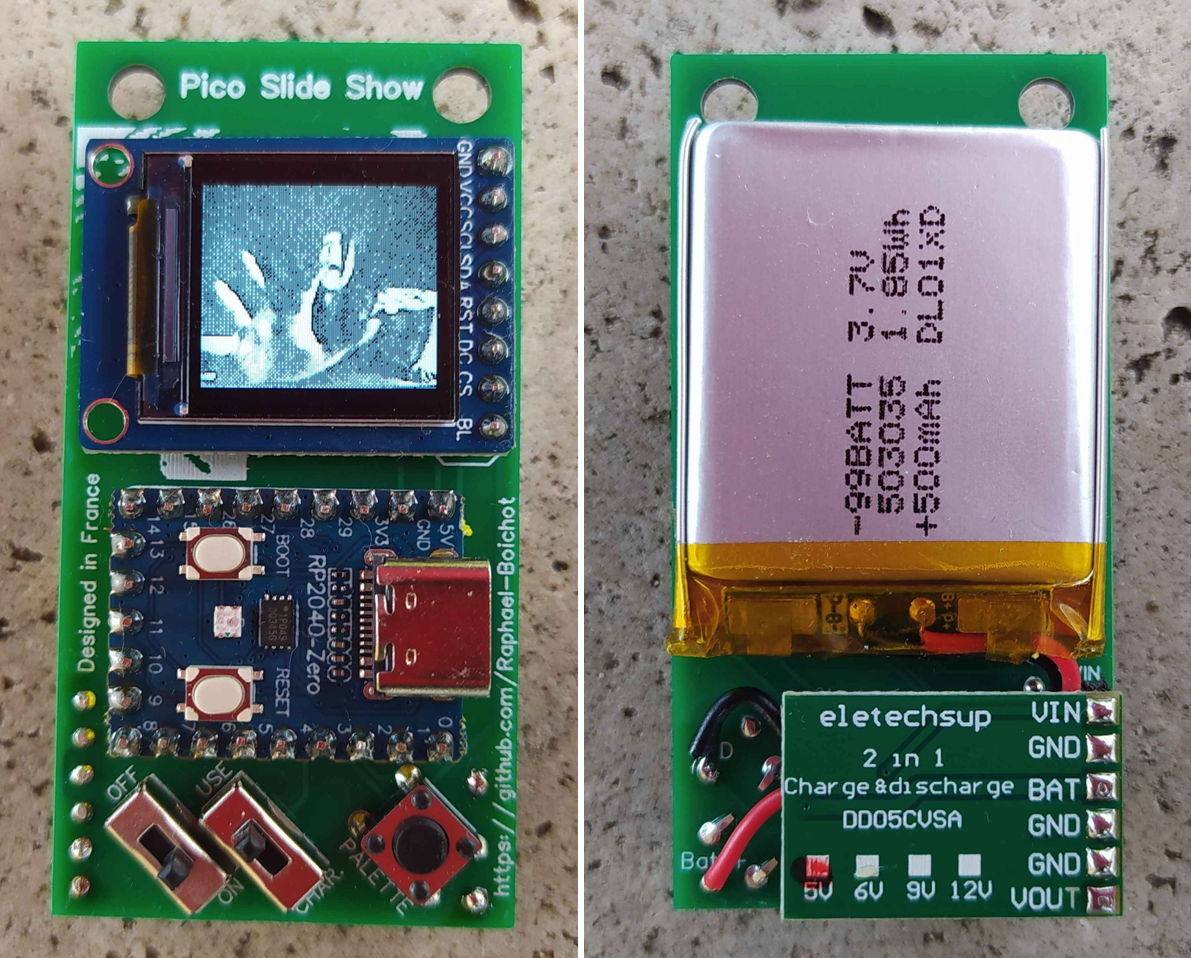 Pico Slide Show
GND VCC SCL SDA RST DC CS BL
Designed in France
https://github.com/Raphael-Boichot
14
26
27
28
29
3V3
GND
5V
13
12
11
10
9
8
BOOT
RP2040-Zero
RESET
7
6
5
4
3
2
1
0
OFF
ON
USE
CHAR.
PALETTE
-99BATT 3.7V
503035 1.85Wh
+500mAh DL01XD
B+
VIN
D
eletechsup
2 in 1
Charge&discharge
DD05CVSA
5V 6V 9V 12V
VIN
GND
BAT
GND
GND
VOUT